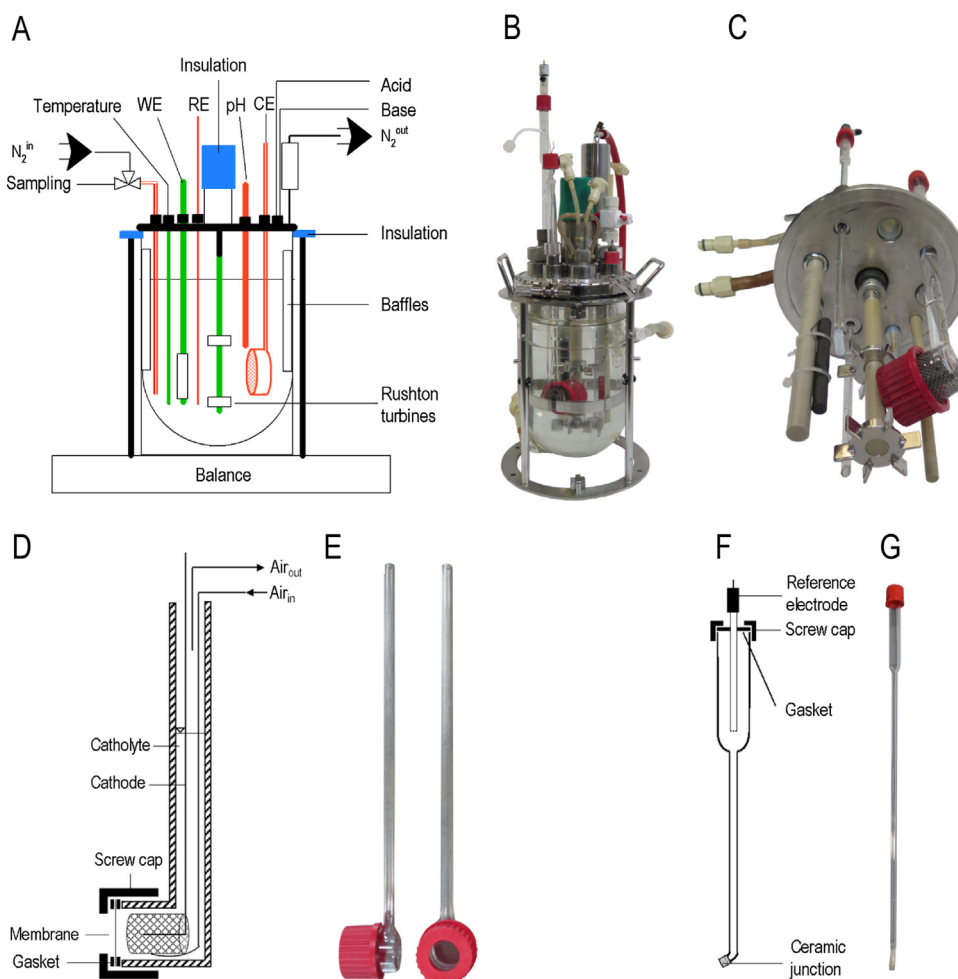 A
B
C
Insulation
Acid
Temperature
WE
RE
pH
CE
Base
N₂ⁱⁿ
N₂ᵒᵘᵗ
Sampling
Insulation
Baffles
Rushton
turbines
Balance
D
E
F
G
Airₒᵤₜ
Airᵢₙ
Reference
electrode
Screw cap
Gasket
Catholyte
Cathode
Screw cap
Membrane
Gasket
Ceramic
junction